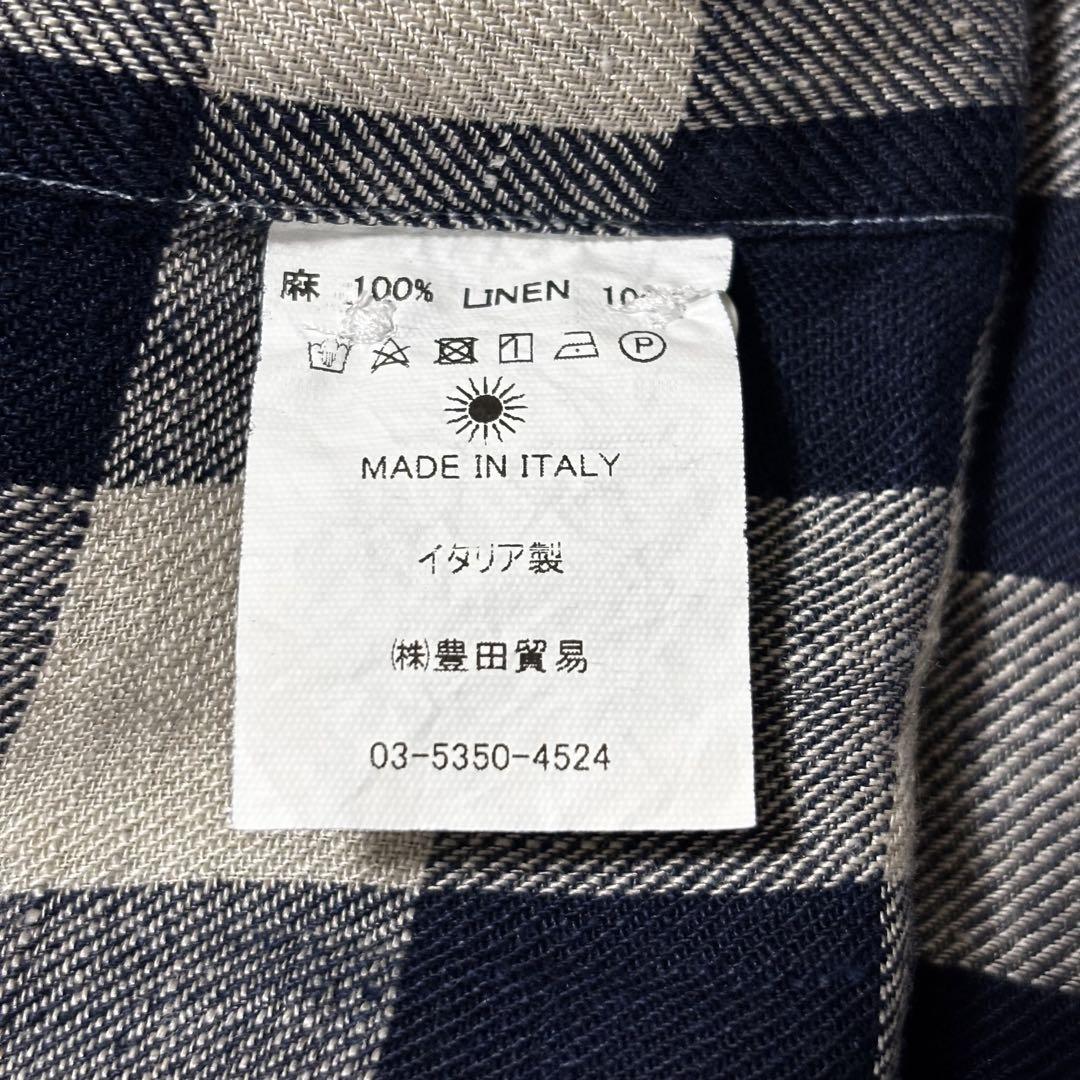 麻 100% LINEN 10
P
MADE IN ITALY
イタリア製
㈱豊田貿易
03-5350-4524